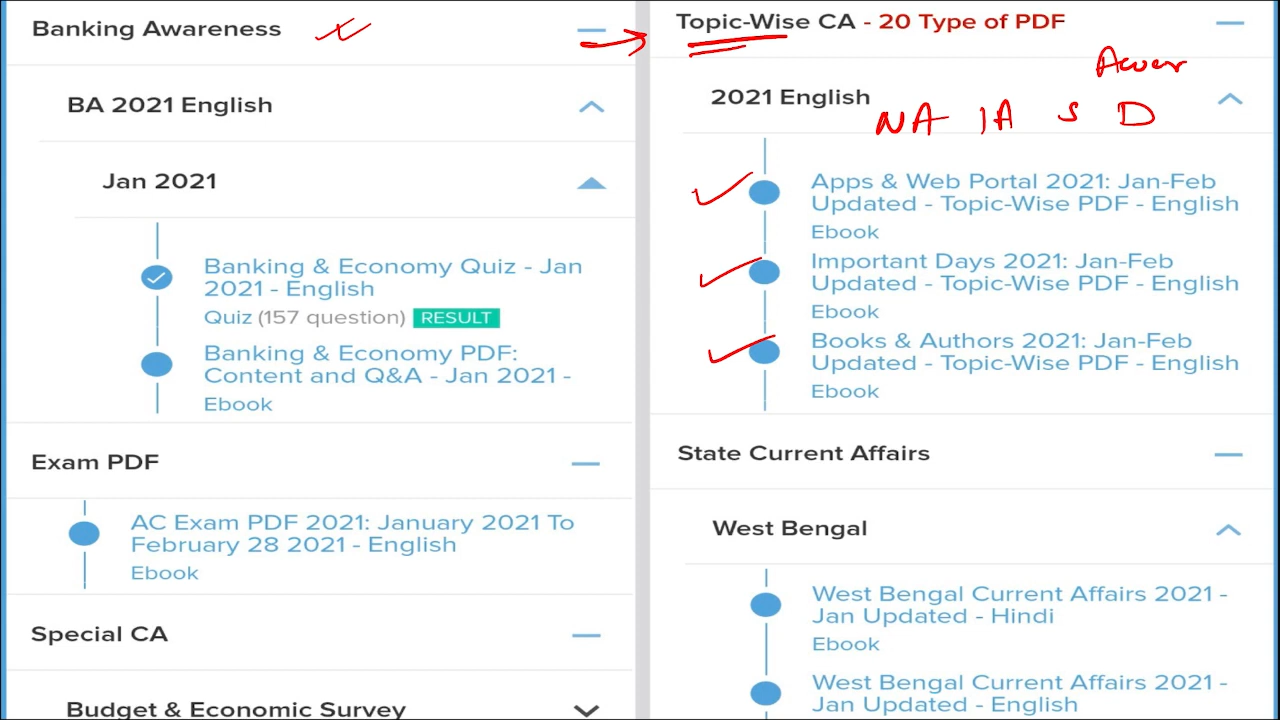 Banking Awareness
BA 2021 English
Jan 2021
Banking & Economy Quiz - Jan
2021 - English
Quiz (157 question) RESULT
Banking & Economy PDF:
Content and Q&A - Jan 2021 -
Ebook
Exam PDF
AC Exam PDF 2021: January 2021 To
February 28 2021 - English
Ebook
Special CA
Budget & Economic Survey
Topic-Wise CA - 20 Type of PDF
2021 English
NA IA S D
Apps & Web Portal 2021: Jan-Feb
Updated - Topic-Wise PDF - English
Ebook
Important Days 2021: Jan-Feb
Updated - Topic-Wise PDF - English
Ebook
Books & Authors 2021: Jan-Feb
Updated - Topic-Wise PDF - English
Ebook
State Current Affairs
West Bengal
West Bengal Current Affairs 2021 -
Jan Updated - Hindi
Ebook
West Bengal Current Affairs 2021 -
Jan Updated - English